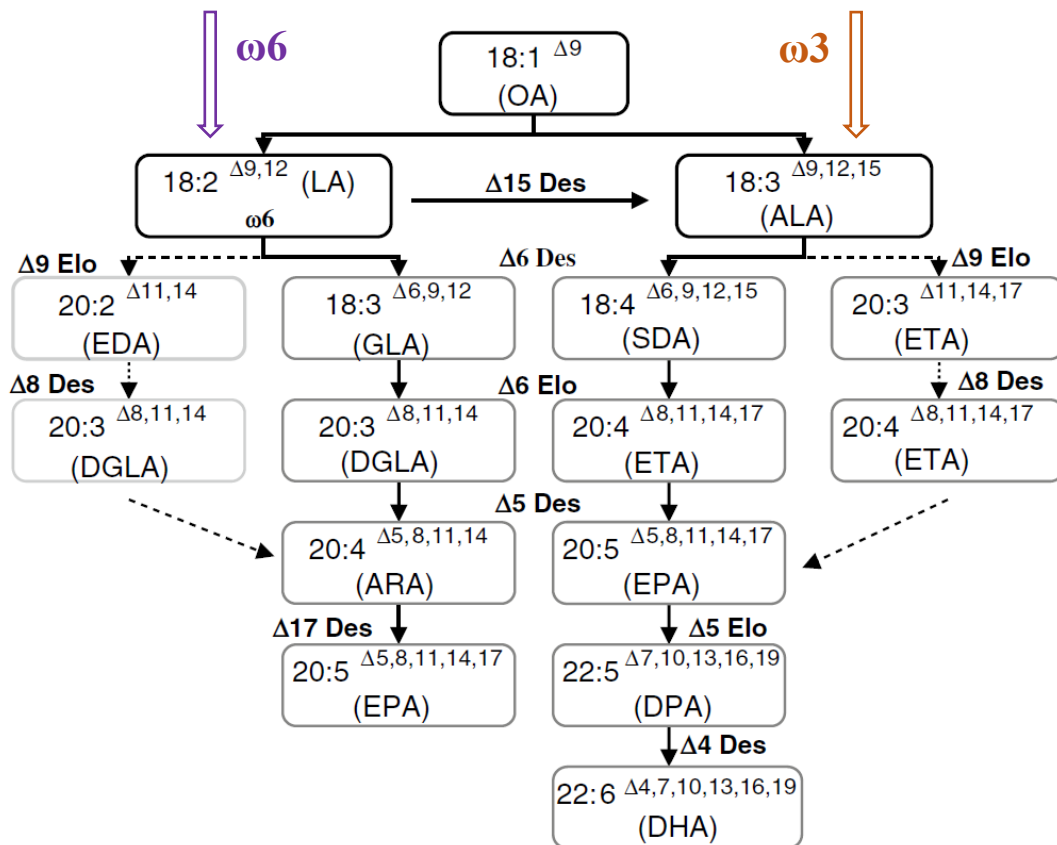 ω6
ω3
18:1 Δ9
(OA)
18:2 Δ9,12 (LA)
ω6
Δ15 Des
18:3 Δ9,12,15
(ALA)
Δ9 Elo
Δ6 Des
Δ9 Elo
20:2 Δ11,14
(EDA)
18:3 Δ6,9,12
(GLA)
18:4 Δ6,9,12,15
(SDA)
20:3 Δ11,14,17
(ETA)
Δ8 Des
Δ6 Elo
Δ8 Des
20:3 Δ8,11,14
(DGLA)
20:3 Δ8,11,14
(DGLA)
20:4 Δ8,11,14,17
(ETA)
20:4 Δ8,11,14,17
(ETA)
Δ5 Des
20:4 Δ5,8,11,14
(ARA)
20:5 Δ5,8,11,14,17
(EPA)
Δ17 Des
Δ5 Elo
20:5 Δ5,8,11,14,17
(EPA)
22:5 Δ7,10,13,16,19
(DPA)
Δ4 Des
22:6 Δ4,7,10,13,16,19
(DHA)